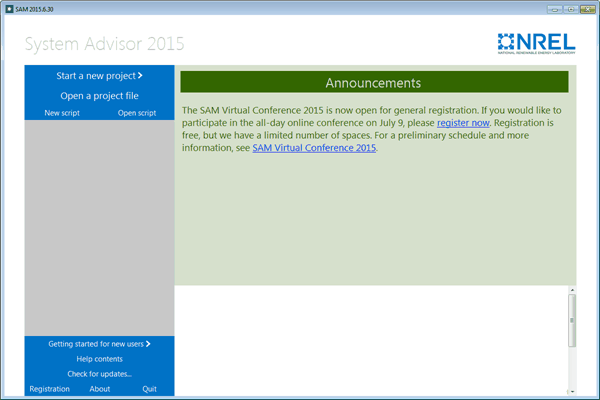 SAM 2015.6.30
System Advisor 2015
NREL
NATIONAL RENEWABLE ENERGY LABORATORY
Start a new project
Open a project file
New script Open script
Announcements
The SAM Virtual Conference 2015 is now open for general registration. If you would like to
participate in the all-day online conference on July 9, please register now. Registration is
free, but we have a limited number of spaces. For a preliminary schedule and more
information, see SAM Virtual Conference 2015.
Getting started for new users
Help contents
Check for updates...
Registration About Quit